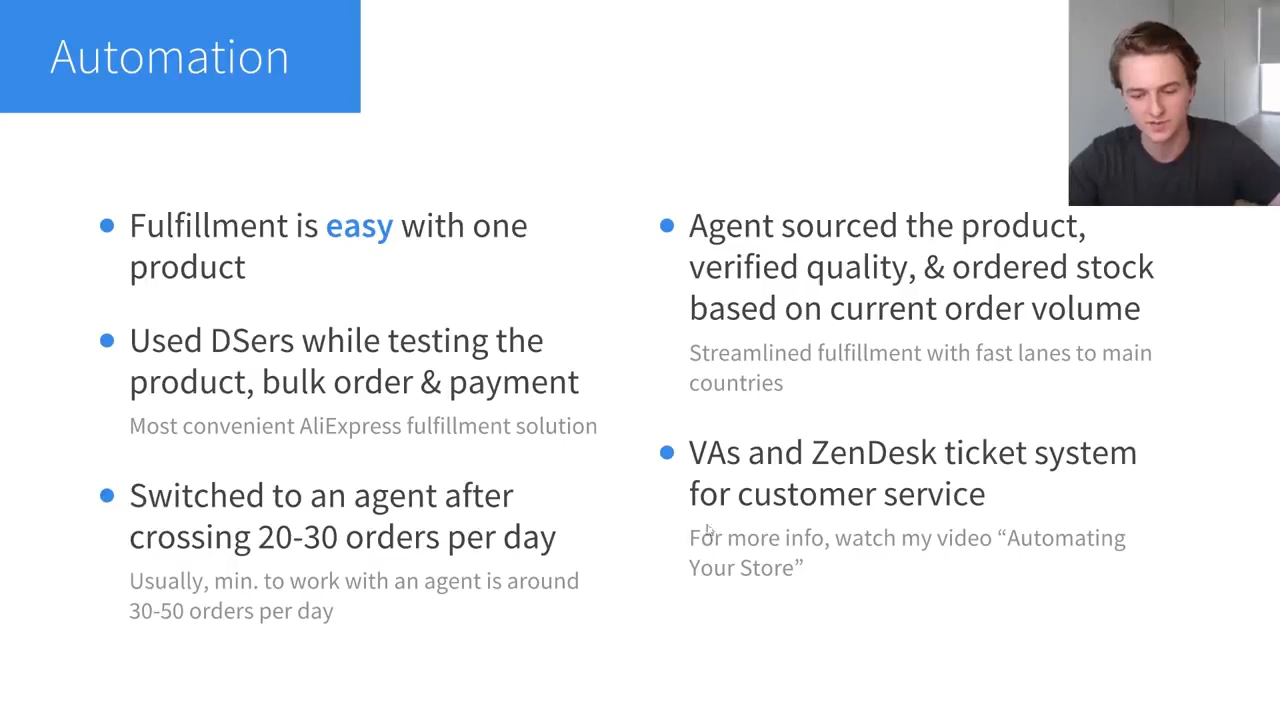 Automation
Fulfillment is easy with one
product
Used DSers while testing the
product, bulk order & payment
Most convenient AliExpress fulfillment solution
Switched to an agent after
crossing 20-30 orders per day
Usually, min. to work with an agent is around
30-50 orders per day
Agent sourced the product,
verified quality, & ordered stock
based on current order volume
Streamlined fulfillment with fast lanes to main
countries
VAs and ZenDesk ticket system
for customer service
For more info, watch my video “Automating
Your Store”